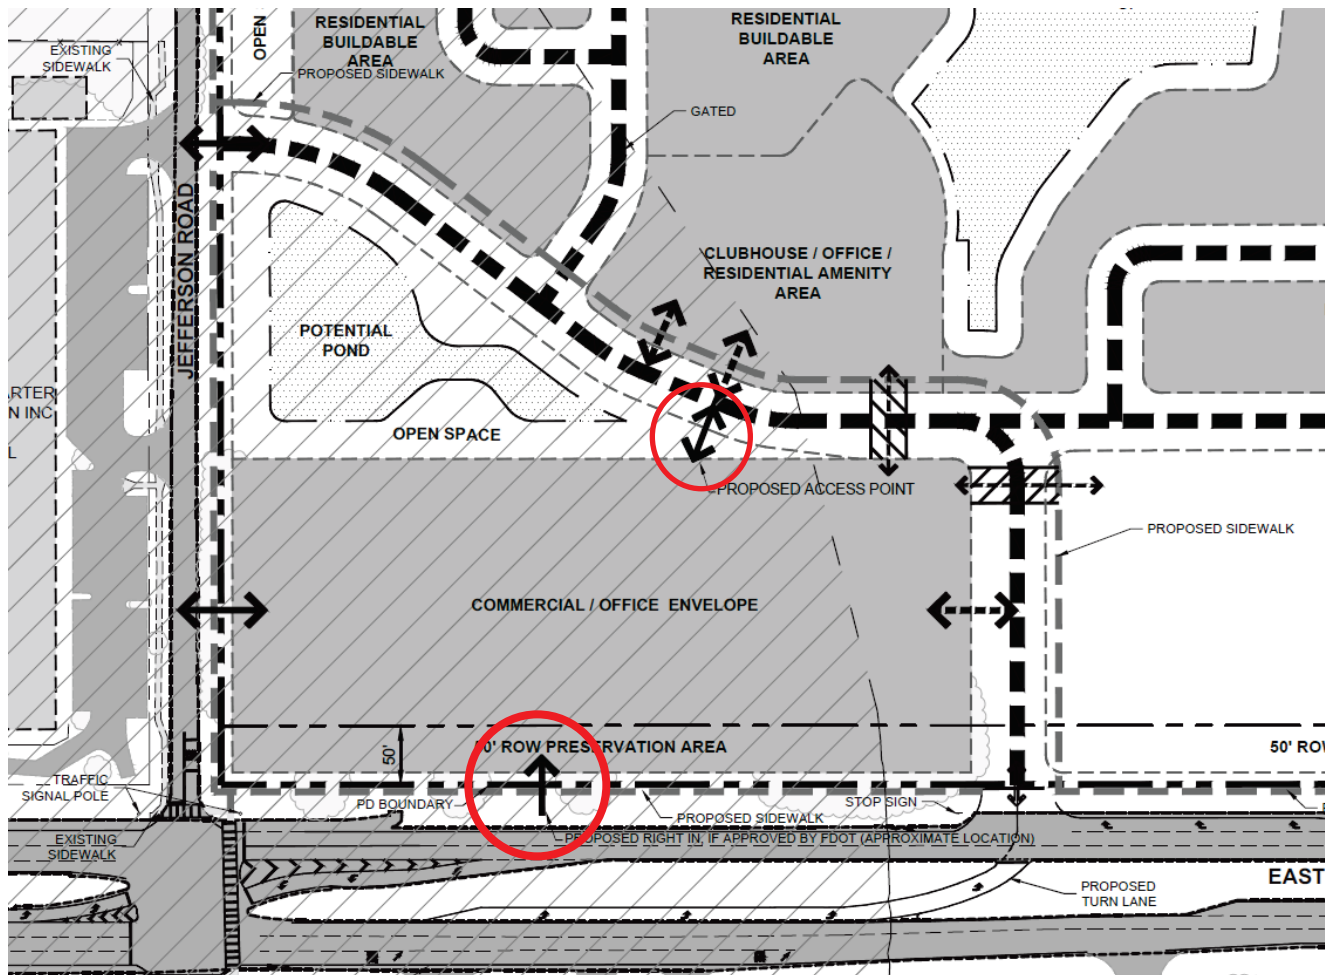 RESIDENTIAL
BUILDABLE
AREA
RESIDENTIAL
BUILDABLE
AREA
OPEN
EXISTING
SIDEWALK
PROPOSED SIDEWALK
GATED
JEFFERSON ROAD
CLUBHOUSE / OFFICE /
RESIDENTIAL AMENITY
AREA
POTENTIAL
POND
ARTER
N INC
L
OPEN SPACE
PROPOSED ACCESS POINT
PROPOSED SIDEWALK
COMMERCIAL / OFFICE ENVELOPE
50'
50' ROW PRESERVATION AREA
50' ROW
TRAFFIC
SIGNAL POLE
PD BOUNDARY
STOP SIGN
PROPOSED SIDEWALK
EXISTING
SIDEWALK
PROPOSED RIGHT IN, IF APPROVED BY FDOT (APPROXIMATE LOCATION)
EAST
PROPOSED
TURN LANE